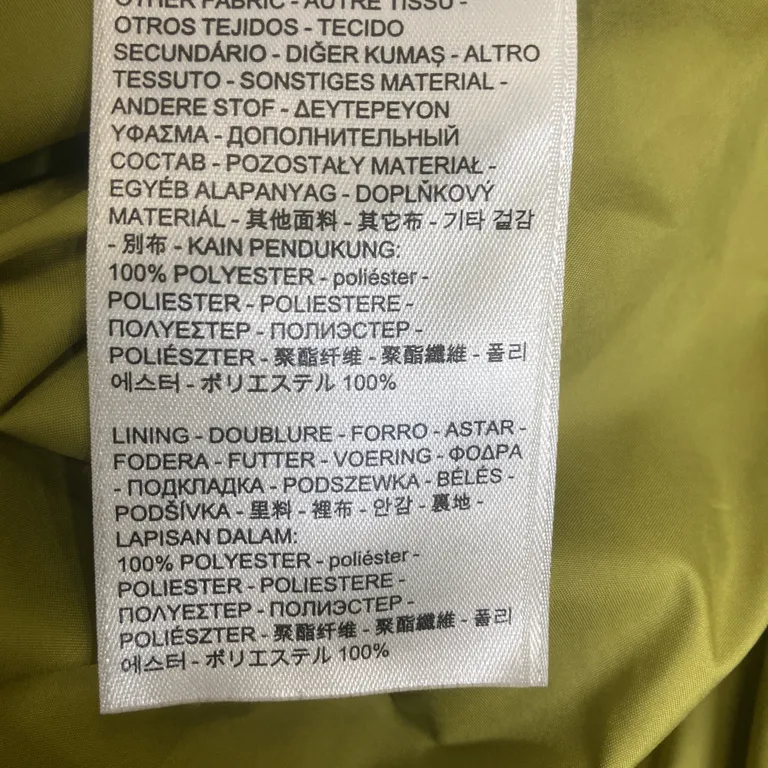 OTHER FABRIC - AUTRE TISSU -
OTROS TEJIDOS - TECIDO
SECUNDÁRIO - DIĞER KUMAŞ - ALTRO
TESSUTO - SONSTIGES MATERIAL -
ANDERE STOF - ΔΕΥΤΕΡΕΥΟΝ
ΥΦΑΣΜΑ - ДОПОЛНИТЕЛЬНЫЙ
СОСТАВ - POZOSTAŁY MATERIAŁ -
EGYÉB ALAPANYAG - DOPLŇKOVÝ
MATERIÁL - 其他面料 - 其它布 - 기타 겉감
- 別布 - KAIN PENDUKUNG:
100% POLYESTER - poliéster -
POLIESTER - POLIESTERE -
ΠΟΛΥΕΣΤΕΡ - ПОЛИЭСТЕР -
POLIÉSZTER - 聚酯纤维 - 聚酯纖維 - 폴리
에스터 - ポリエステル 100%
LINING - DOUBLURE - FORRO - ASTAR -
FODERA - FUTTER - VOERING - ΦΟΔΡΑ
- ПОДКЛАДКА - PODSZEWKA - BÉLÉS -
PODŠÍVKA - 里料 - 裡布 - 안감 - 裏地 -
LAPISAN DALAM:
100% POLYESTER - poliéster -
POLIESTER - POLIESTERE -
ΠΟΛΥΕΣΤΕΡ - ПОЛИЭСТЕР -
POLIÉSZTER - 聚酯纤维 - 聚酯纖維 - 폴리
에스터 - ポリエステル 100%